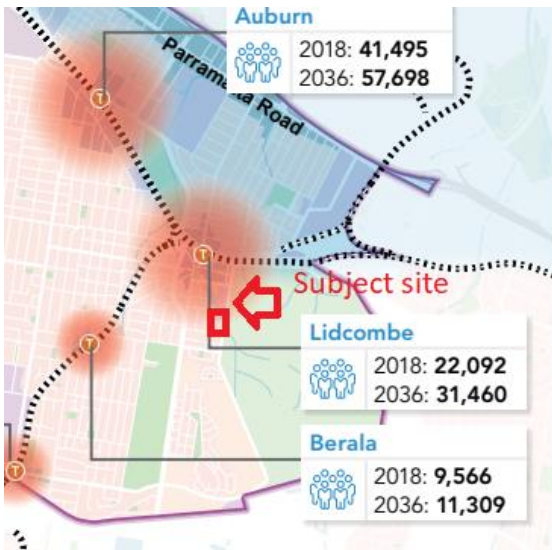 Auburn
2018: 41,495
2036: 57,698
Parramatta Road
T
T
Subject site
T
Lidcombe
2018: 22,092
2036: 31,460
Berala
2018: 9,566
2036: 11,309
T